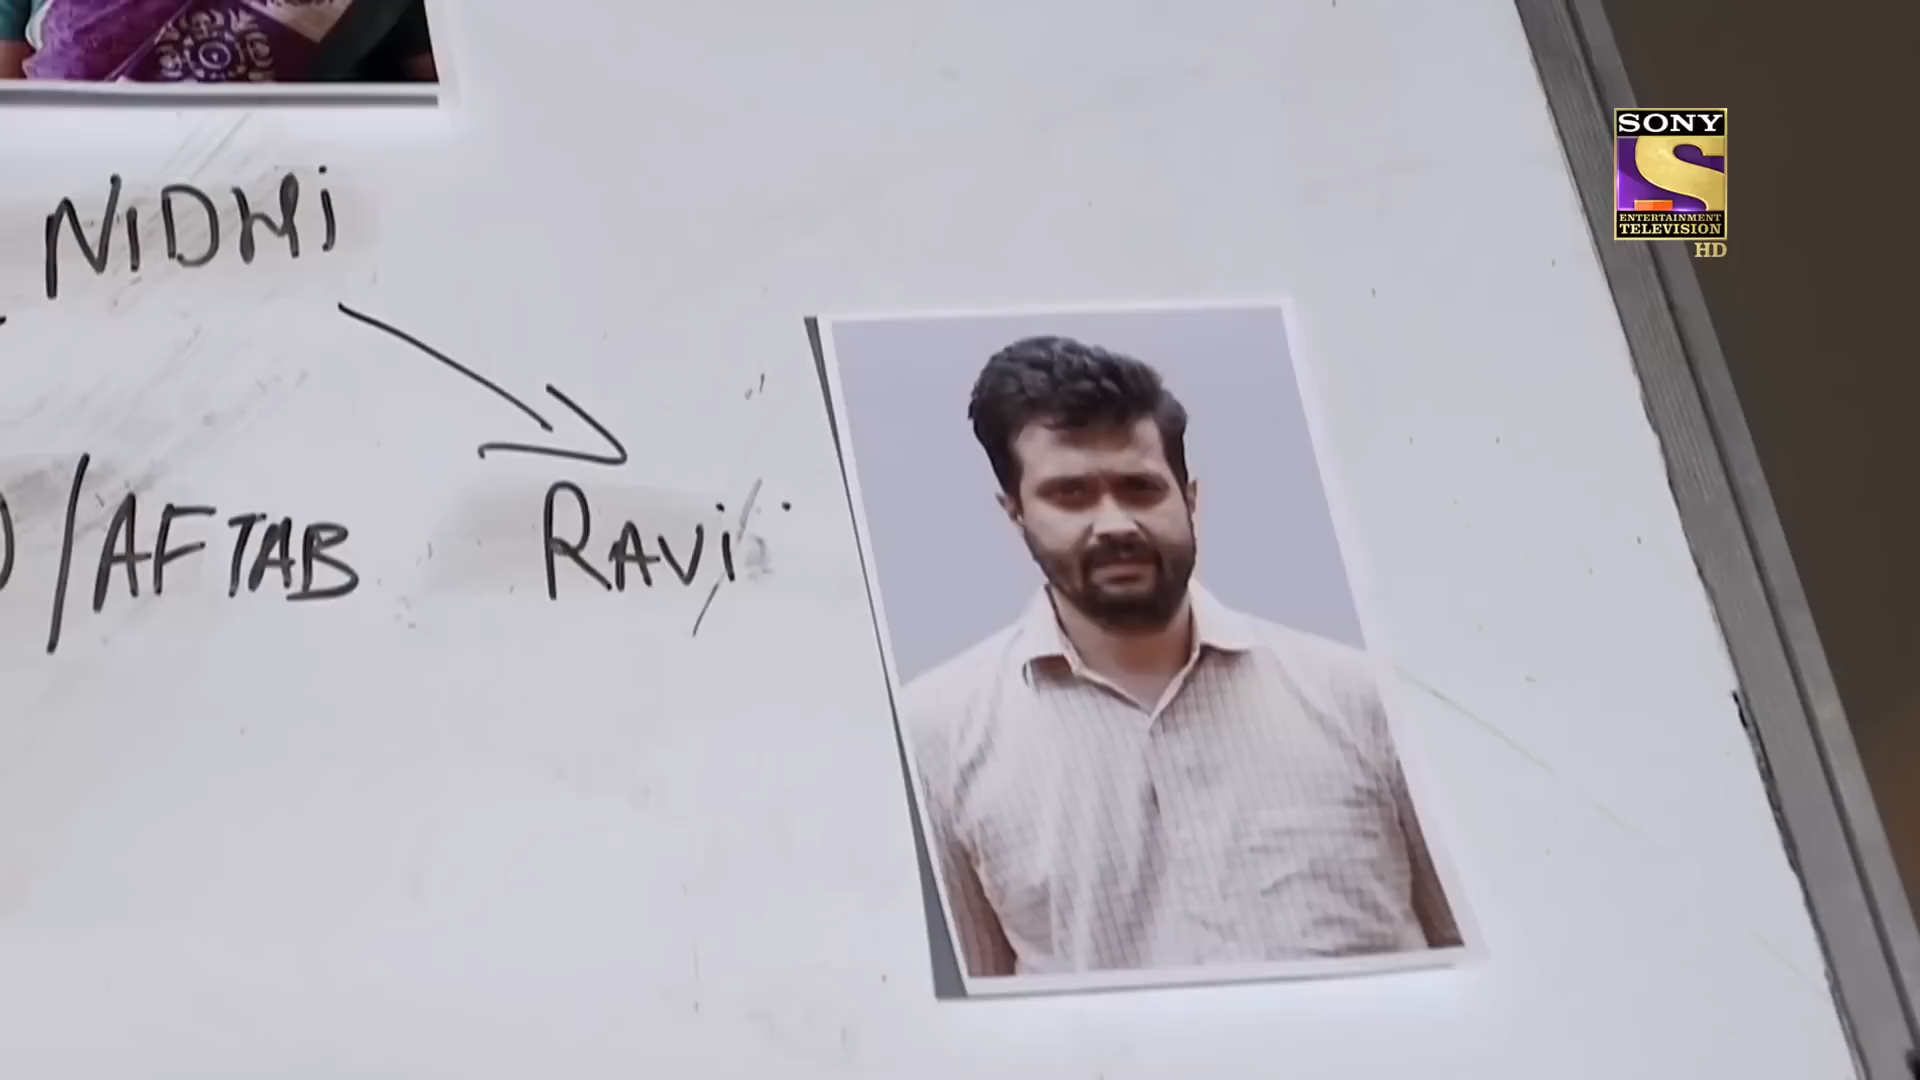 SONY
ENTERTAINMENT
TELEVISION
HD
NiDHi
/AFTAB
RAVi